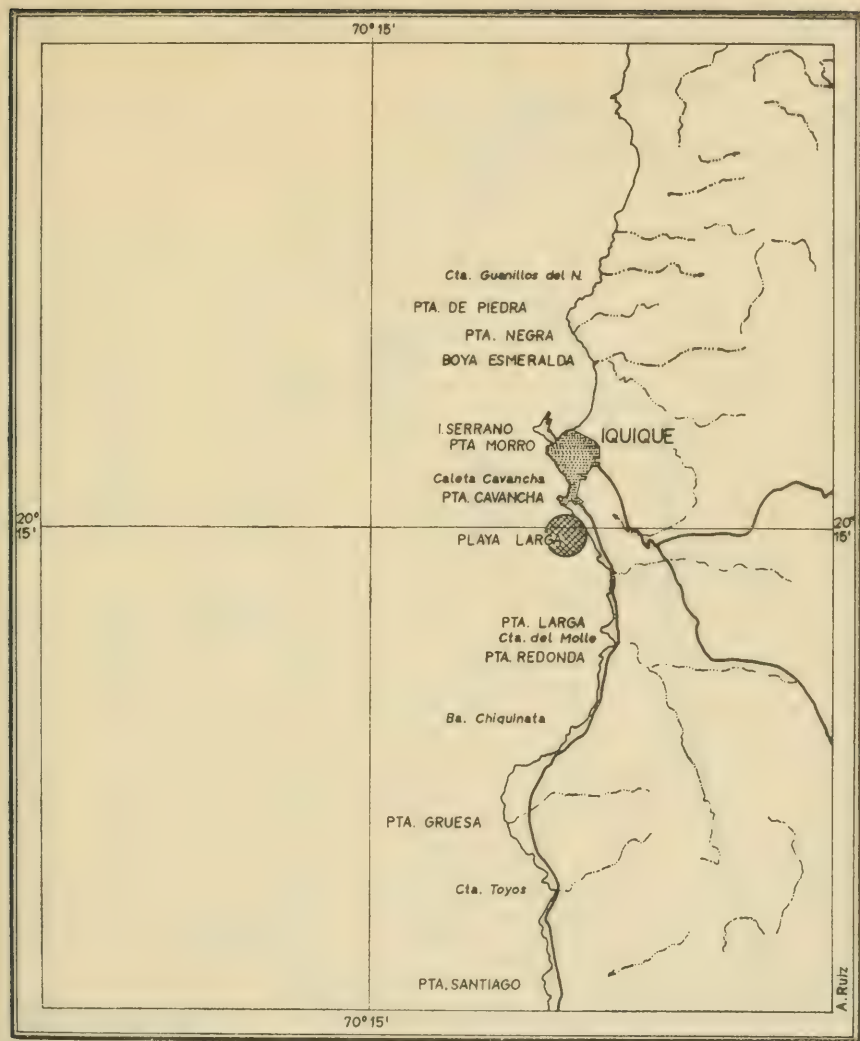 70° 15'
Cta. Guanillos del N.
PTA. DE PIEDRA
PTA. NEGRA
BOYA ESMERALDA
I. SERRANO
PTA MORRO
IQUIQUE
Caleta Cavancha
PTA. CAVANCHA
20° 15'
20° 15'
PLAYA LARGA
PTA. LARGA
Cta. del Molle
PTA. REDONDA
Ba. Chiquinata
PTA. GRUESA
Cta. Toyos
PTA. SANTIAGO
A. Ruiz
70° 15'